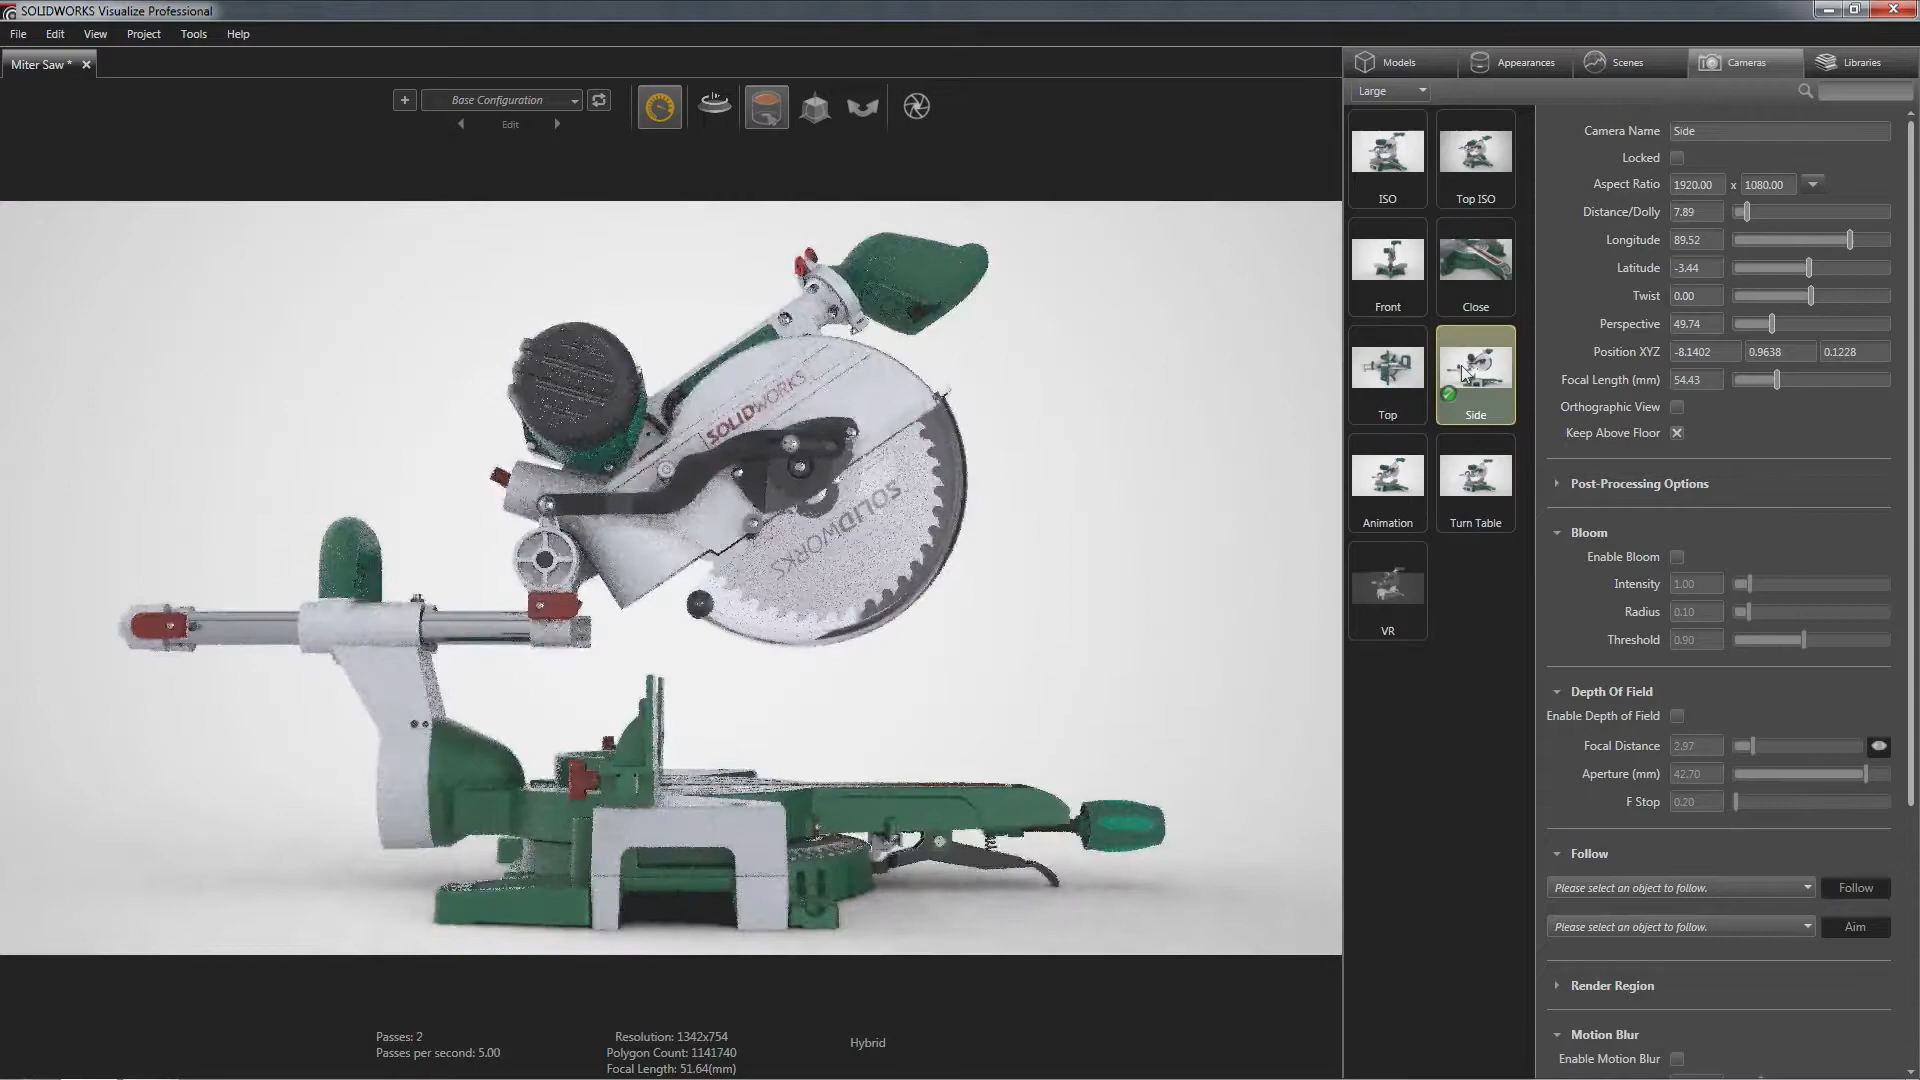 SOLIDWORKS Visualize Professional
File Edit View Project Tools Help
Miter Saw *
Base Configuration
Edit
SOLIDWORKS
SOLIDWORKS
Passes: 2
Passes per second: 5.00
Resolution: 1342x754
Polygon Count: 1141740
Focal Length: 51.64(mm)
Hybrid
Models Appearances Scenes Cameras Libraries
Large
ISO Top ISO
Front Close
Top Side
Animation Turn Table
VR
Camera Name Side
Locked
Aspect Ratio 1920.00 x 1080.00
Distance/Dolly 7.89
Longitude 89.52
Latitude -3.44
Twist 0.00
Perspective 49.74
Position XYZ -8.1402 0.9638 0.1228
Focal Length (mm) 54.43
Orthographic View
Keep Above Floor
Post-Processing Options
Bloom
Enable Bloom
Intensity 1.00
Radius 0.10
Threshold 0.90
Depth Of Field
Enable Depth of Field
Focal Distance 2.97
Aperture (mm) 42.70
F Stop 0.20
Follow
Please select an object to follow. Follow
Please select an object to follow. Aim
Render Region
Motion Blur
Enable Motion Blur